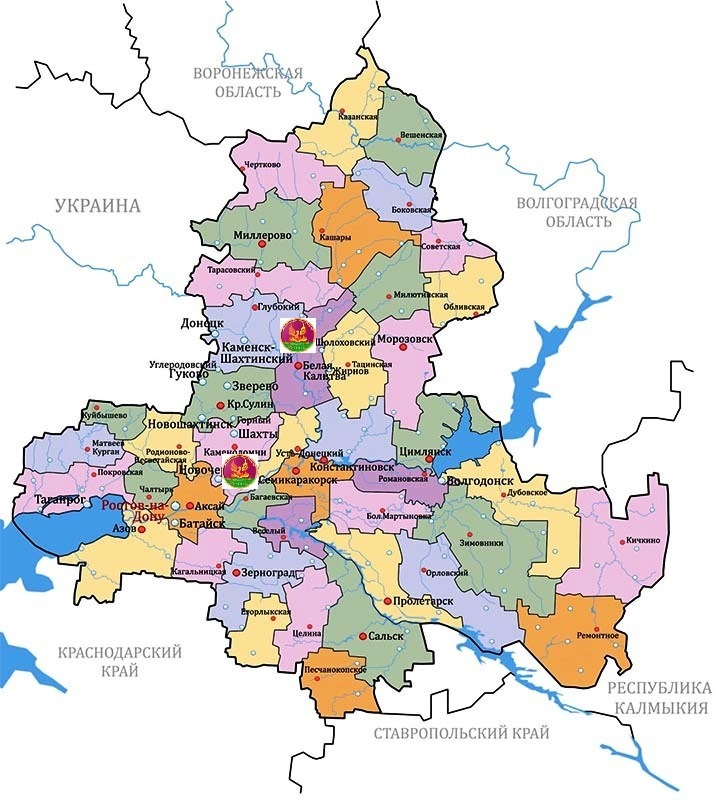 ВОРОНЕЖСКАЯ
ОБЛАСТЬ
Казанская
Вешенская
Чертково
УКРАИНА
ВОЛГОГРАДСКАЯ
ОБЛАСТЬ
Боковская
Миллерово
Кашары
Советская
Тарасовский
Милютинская
Обливская
Глубокий
Донецк
Каменск-
Шахтинский
Шолоховский
Морозовск
Углеродовский
Гуково
Белая
Калитва
Тацинская
Жирнов
Зверево
Кр.Сулин
Куйбышево
Новошахтинск
Горный
Шахты
Матвеев
Курган
Родионово-
Несветайская
Каменоломни
Усть-Донецкий
Цимлянск
Покровская
Константиновск
Семикаракорск
Романовская
Волгодонск
Чалтырь
Дубовское
Таганрог
Багаевская
Ростов-на-
Дону
Аксай
Бол.Мартыновка
Азов
Батайск
Веселый
Зимовники
Кичкино
Кагальницкая
Зерноград
Орловский
Пролетарск
Егорлыкская
Целина
Сальск
Ремонтное
КРАСНОДАРСКИЙ
КРАЙ
Песчанокопское
РЕСПУБЛИКА
КАЛМЫКИЯ
СТАВРОПОЛЬСКИЙ КРАЙ